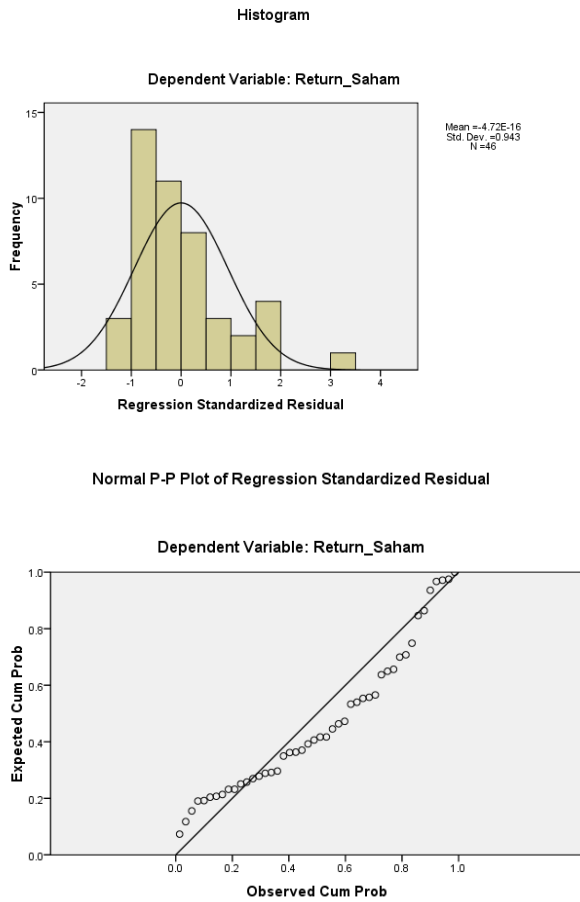 Histogram
Dependent Variable: Return_Saham
Mean =-4.72E-16
Std. Dev. =0.943
N =46
15
10
5
0
Frequency
-2 -1 0 1 2 3 4
Regression Standardized Residual
Normal P-P Plot of Regression Standardized Residual
Dependent Variable: Return_Saham
1.0
0.8
0.6
0.4
0.2
0.0
Expected Cum Prob
0.0 0.2 0.4 0.6 0.8 1.0
Observed Cum Prob